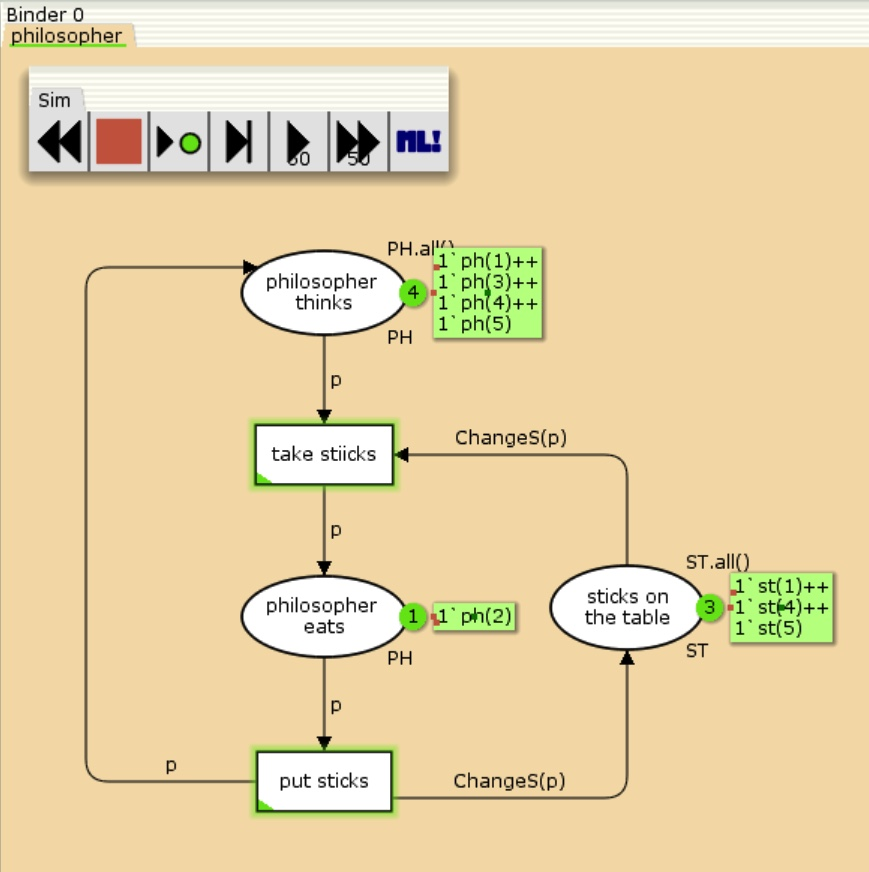 Binder 0
philosopher
Sim
50
50
ML!
PH.all()
philosopher
thinks
4
1`ph(1)++
1`ph(3)++
1`ph(4)++
1`ph(5)
PH
p
take stiicks
ChangeS(p)
p
ST.all()
philosopher
eats
1
1`ph(2)
sticks on
the table
3
1`st(1)++
1`st(4)++
1`st(5)
ST
PH
p
p
put sticks
ChangeS(p)